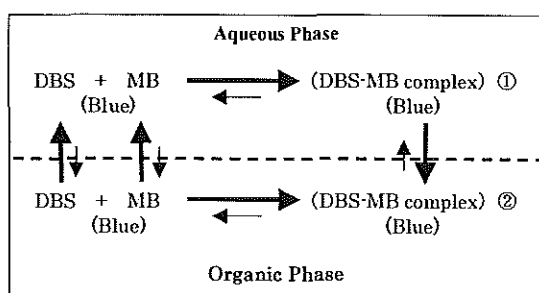 Aqueous Phase
DBS + MB (DBS-MB complex) ①
(Blue) (Blue)
DBS + MB (DBS-MB complex) ②
(Blue) (Blue)
Organic Phase